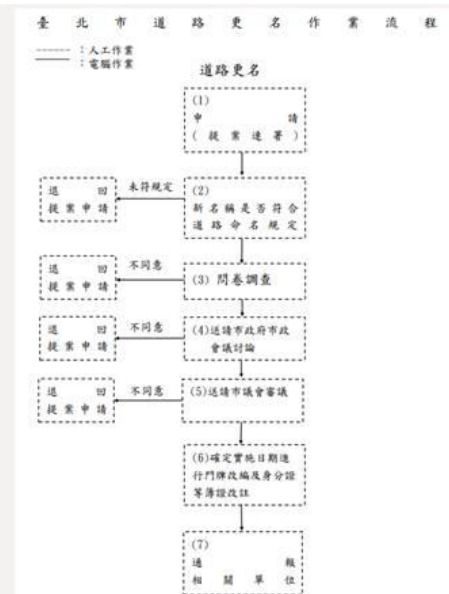 臺北市道路更名作業流程
：人工作業
：電腦作業
道路更名
(1)
申請
(提案連署)
未符規定
退回
提案申請
(2)
新名稱是否符合
道路命名規定
不同意
退回
提案申請
(3) 問卷調查
不同意
退回
提案申請
(4)送請市政府市政
會議討論
不同意
退回
提案申請
(5)送請市議會審議
(6)確定實施日期進
行門牌改編及身分證
等簿證改註
(7)
通報
相關單位